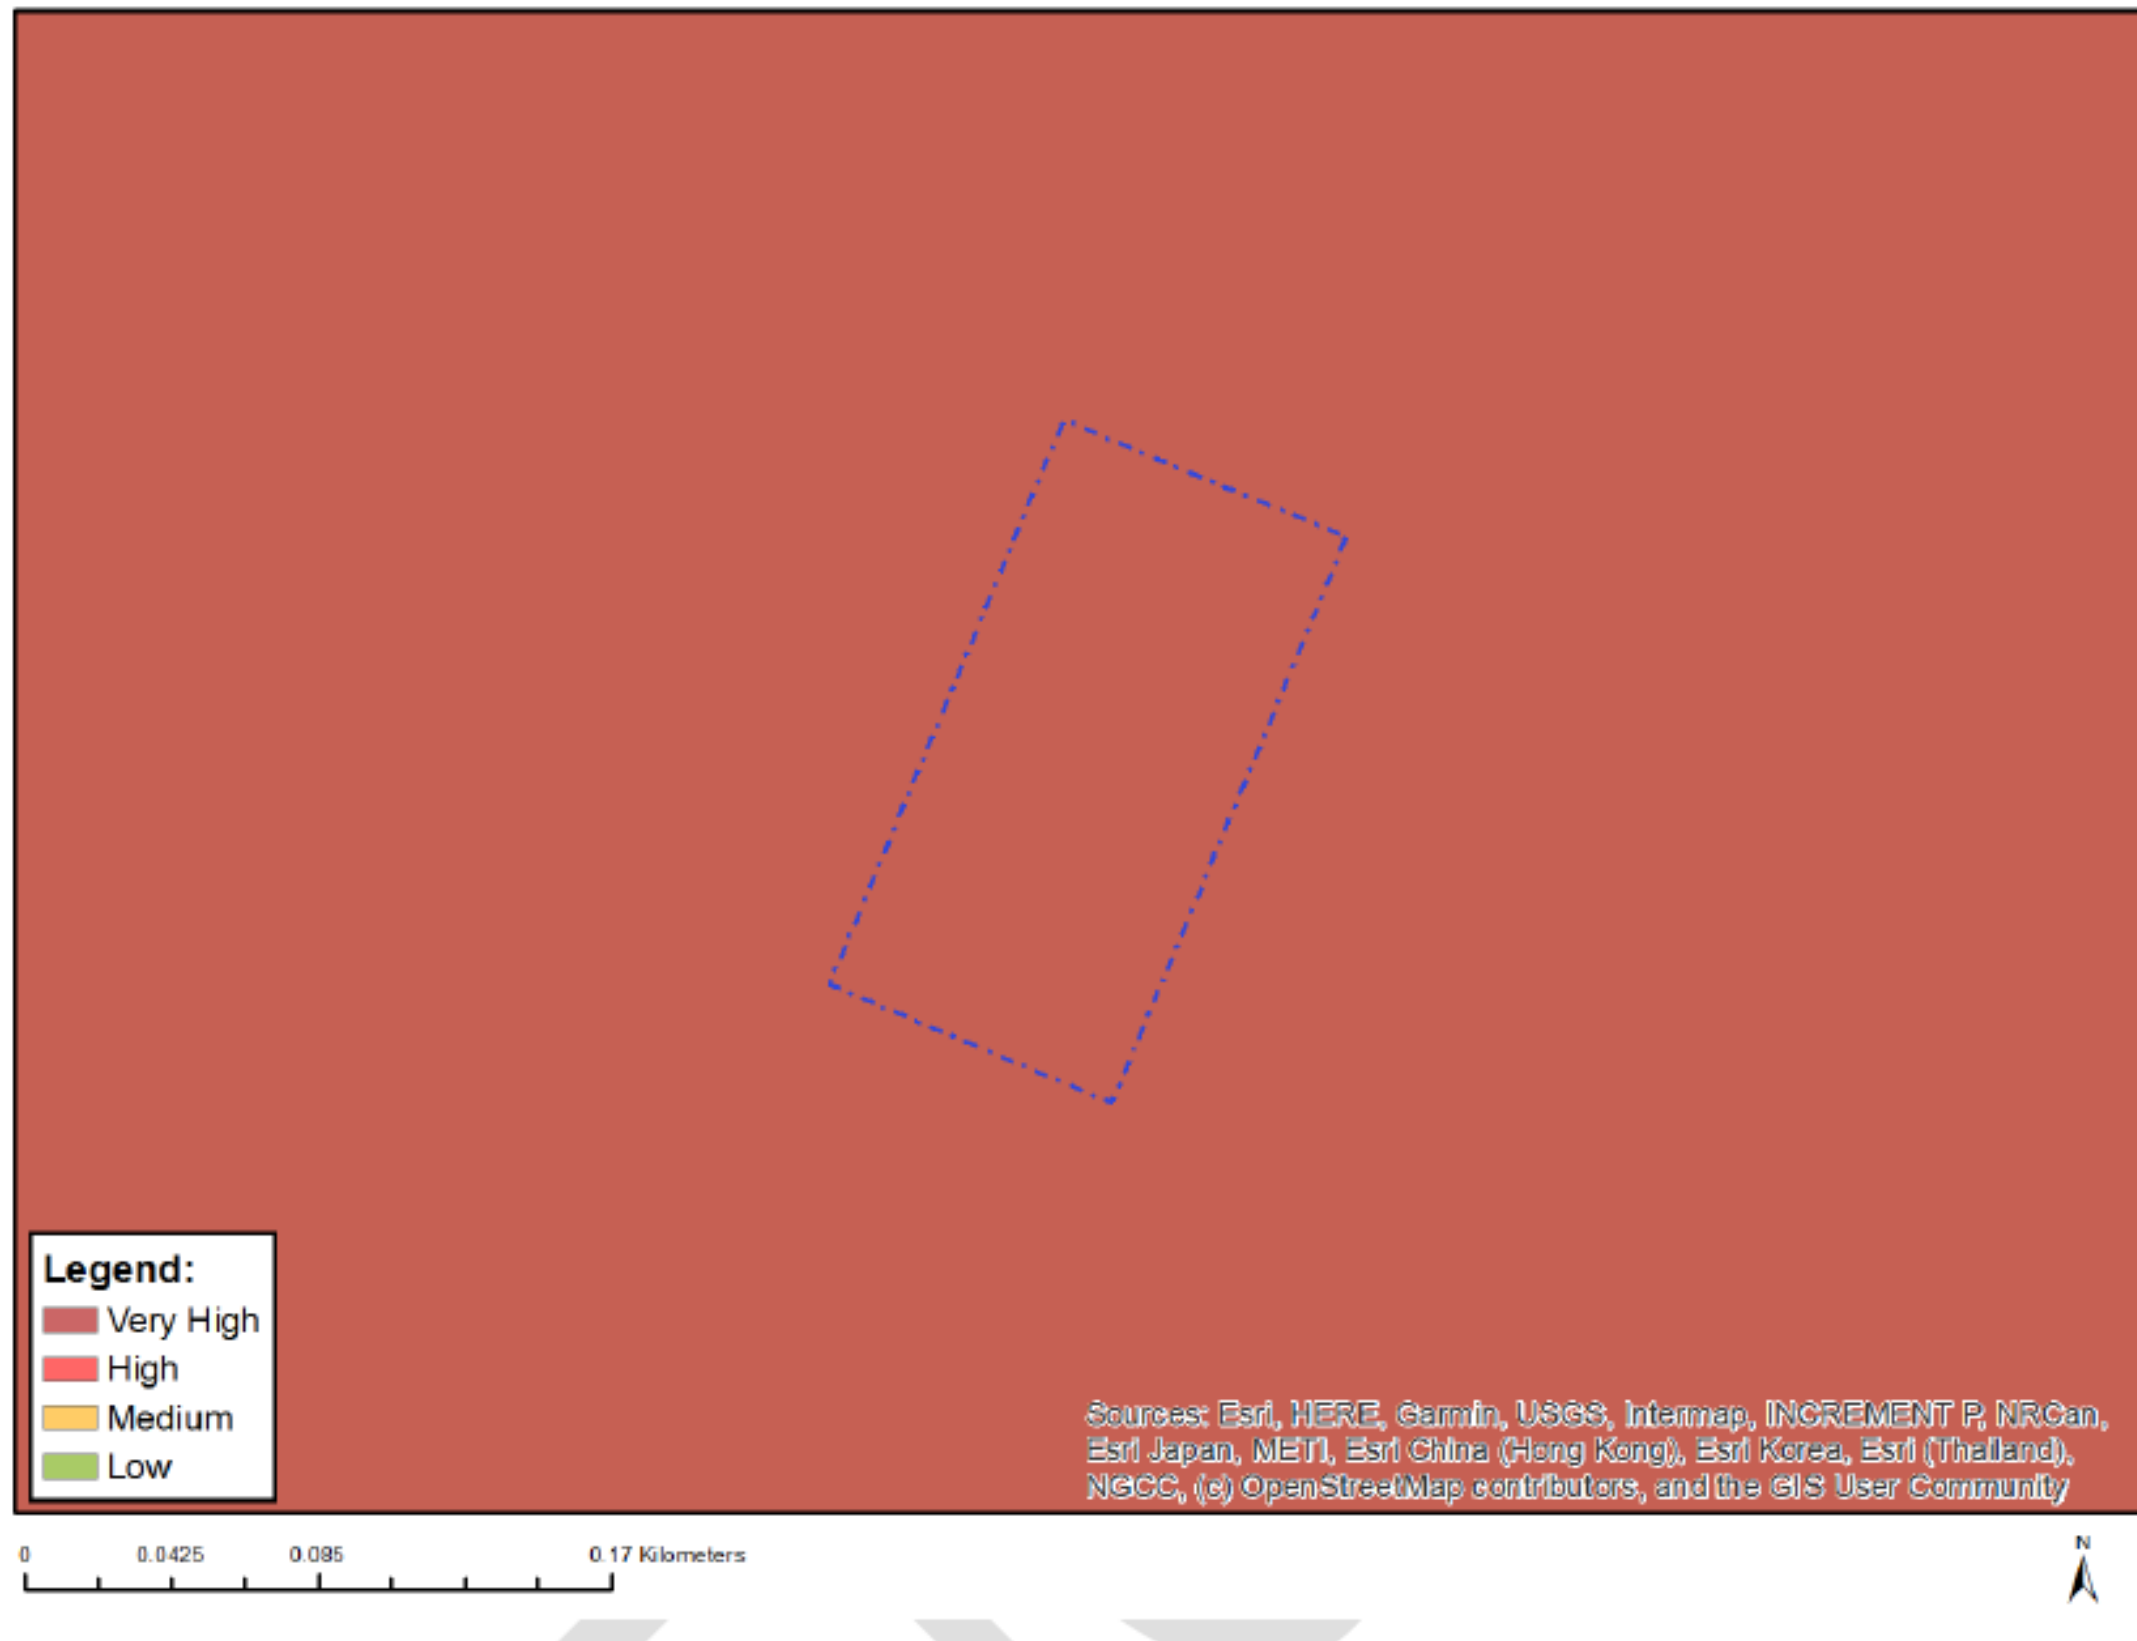 Legend:
Very High
High
Medium
Low
Sources: Esri, HERE, Garmin, USGS, Intermap, INCREMENT P, NRCan,
Esri Japan, METI, Esri China (Hong Kong), Esri Korea, Esri (Thailand),
NGCC, (c) OpenStreetMap contributors, and the GIS User Community
0 0.0425 0.085 0.17 Kilometers
N